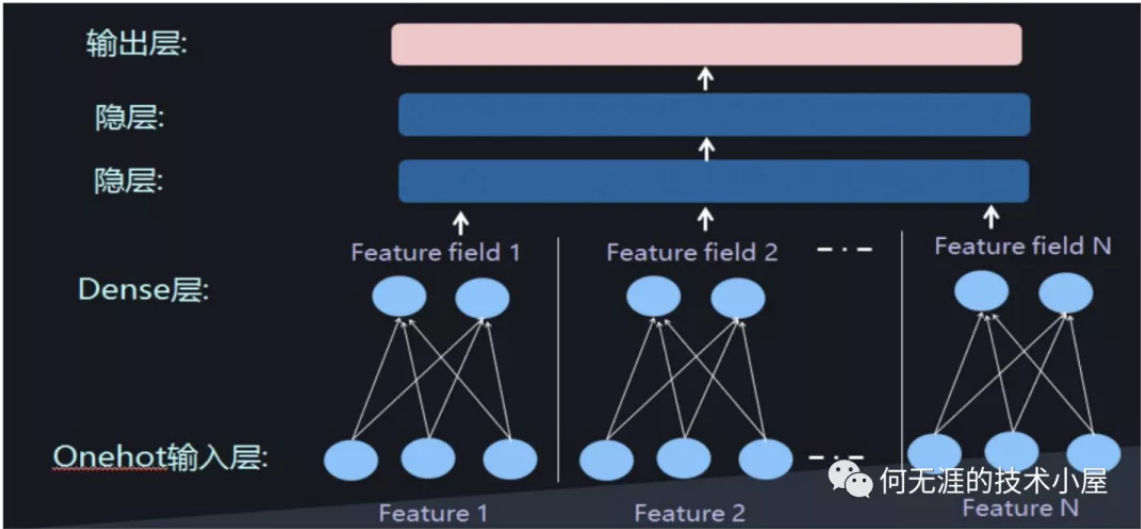 输出层:
隐层:
隐层:
Feature field 1
Feature field 2
Feature field N
Dense层:
Onehot输入层:
何无涯的技术小屋
Feature 1
Feature 2
Feature N